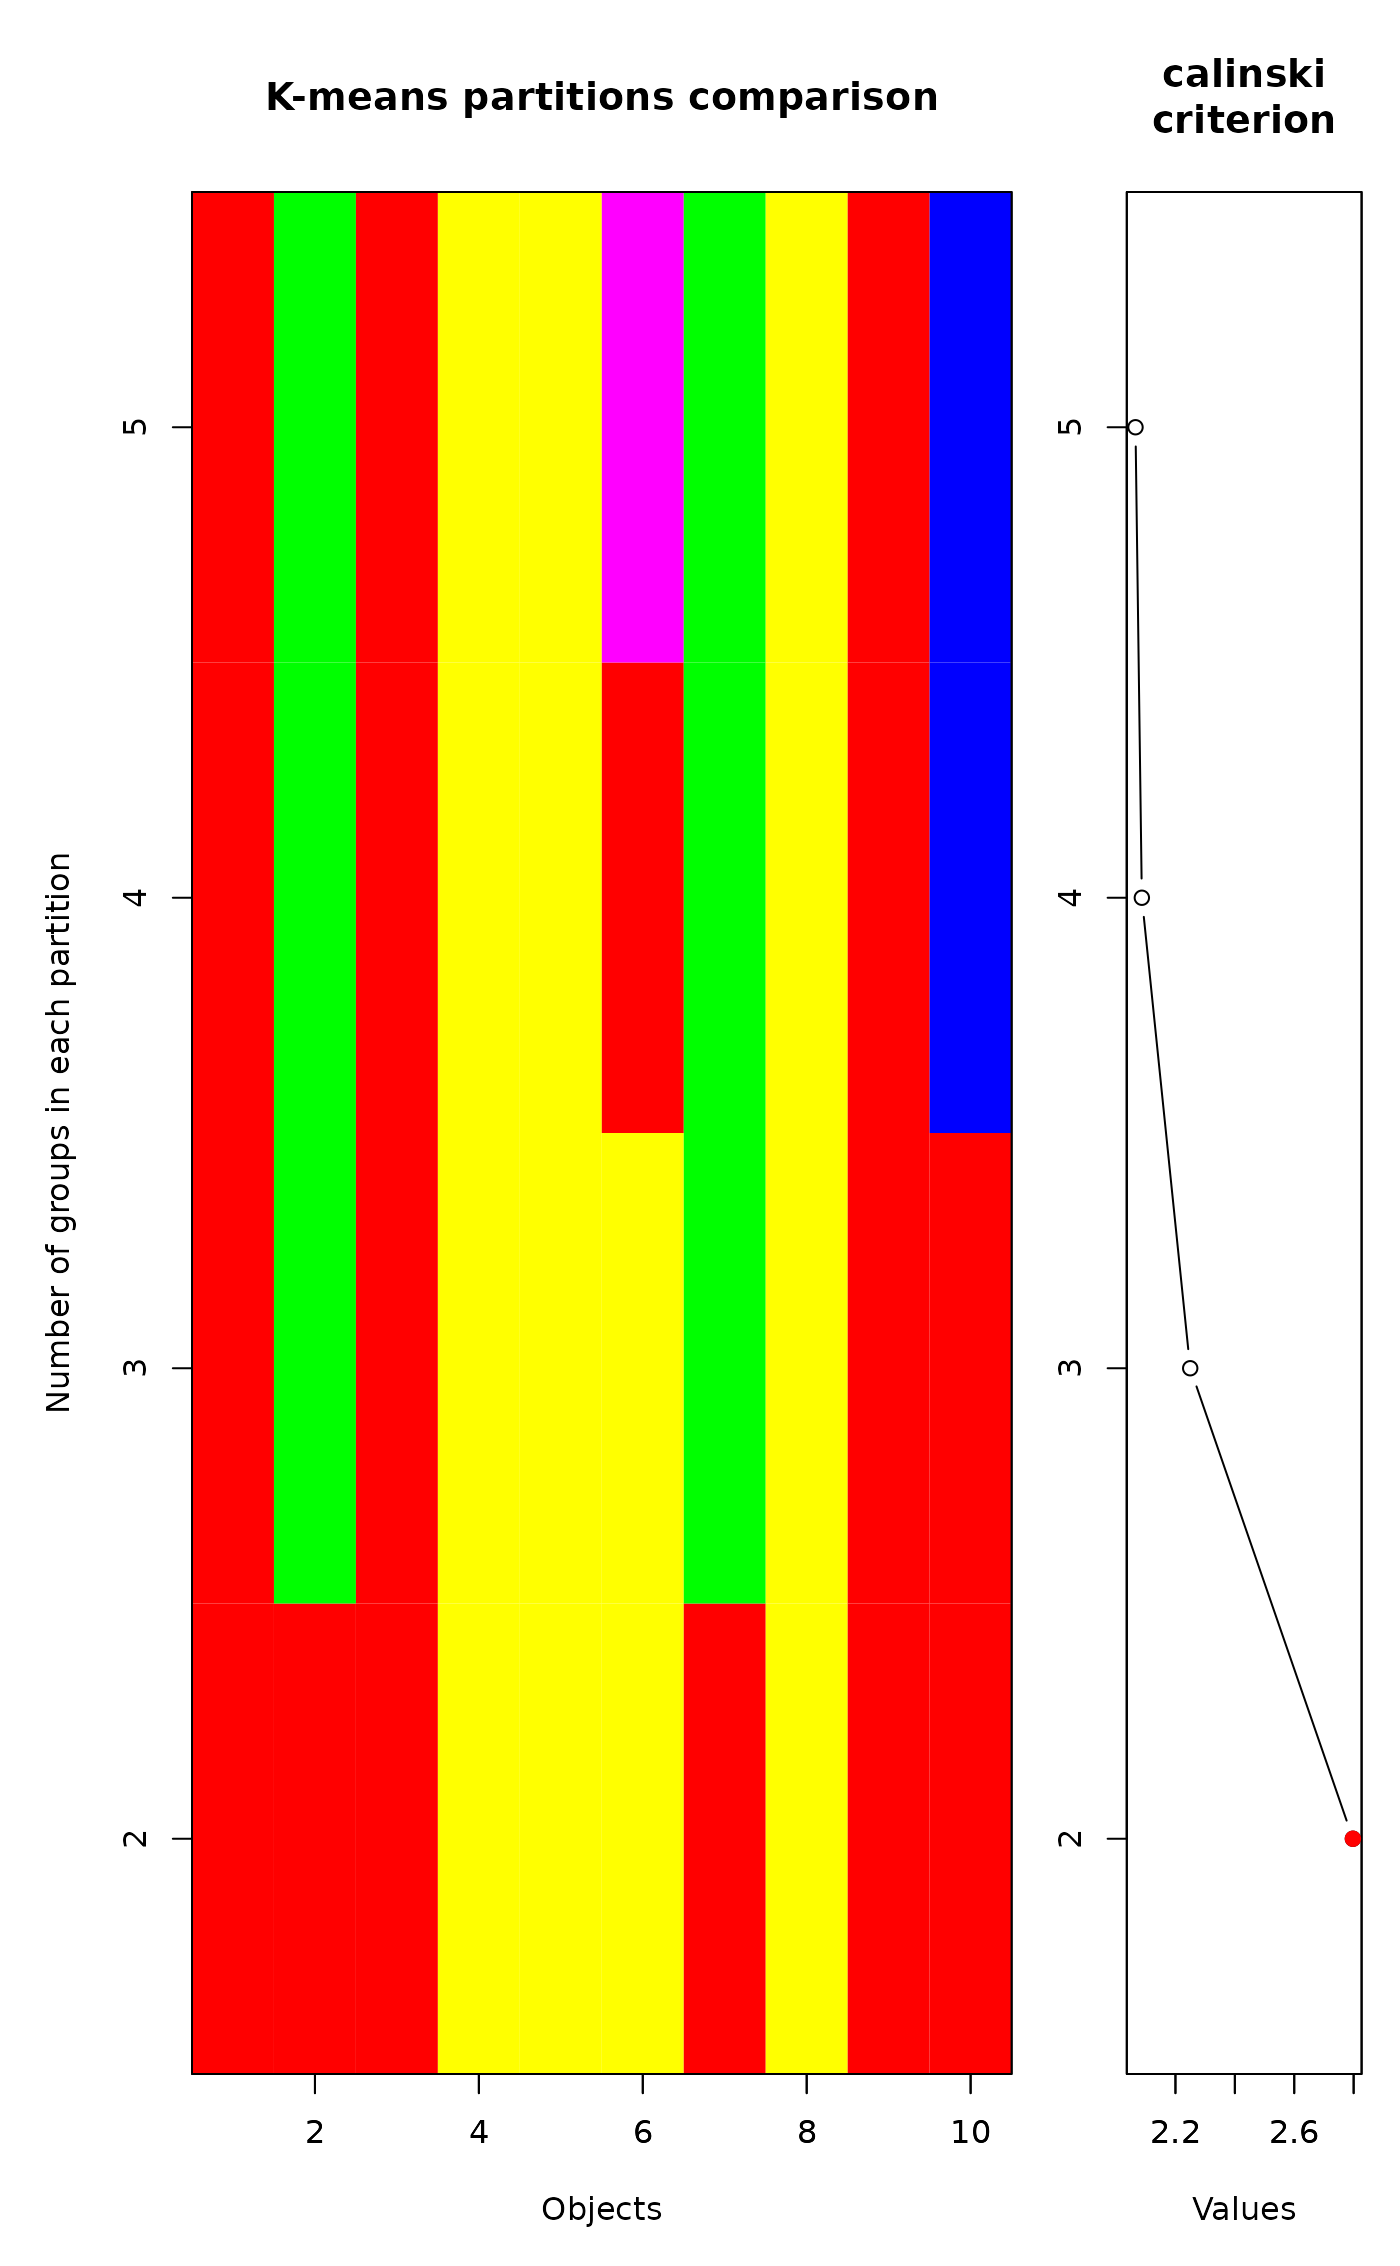 K-means partitions comparison
Number of groups in each partition
5
4
3
2
2 4 6 8 10
Objects
calinski
criterion
5
4
3
2
2.2 2.6
Values